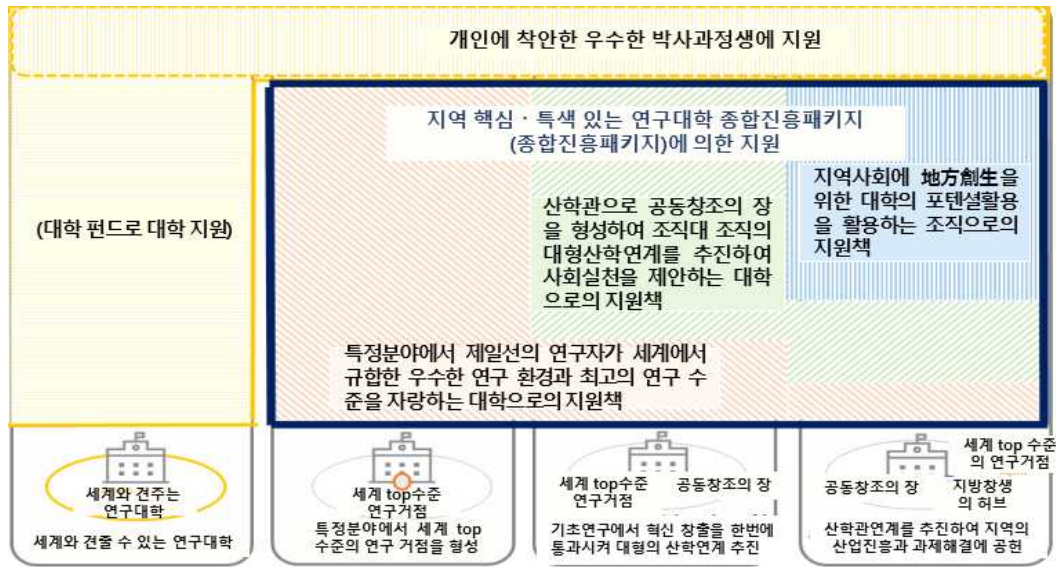 개인에 착안한 우수한 박사과정생에 지원
지역 핵심 · 특색 있는 연구대학 종합진흥패키지
(종합진흥패키지)에 의한 지원
(대학 펀드로 대학 지원)
산학관으로 공동창조의 장
을 형성하여 조직대 조직의
대형산학연계를 추진하여
사회실천을 제안하는 대학
으로의 지원책
지역사회에 地方創生을
위한 대학의 포텐셜활용
을 활용하는 조직으로의
지원책
특정분야에서 제일선의 연구자가 세계에서
규합한 우수한 연구 환경과 최고의 연구 수
준을 자랑하는 대학으로의 지원책
세계와 견주는
연구대학
세계와 견줄 수 있는 연구대학
세계 top수준
연구거점
특정분야에서 세계 top
수준의 연구 거점을 형성
세계 top수준
연구거점
공동창조의 장
기초연구에서 혁신 창출을 한번에
통과시켜 대형의 산학연계 추진
세계 top 수준
의 연구거점
공동창조의 장
지방창생
의 허브
산학관연계를 추진하여 지역의
산업진흥과 과제해결에 공헌